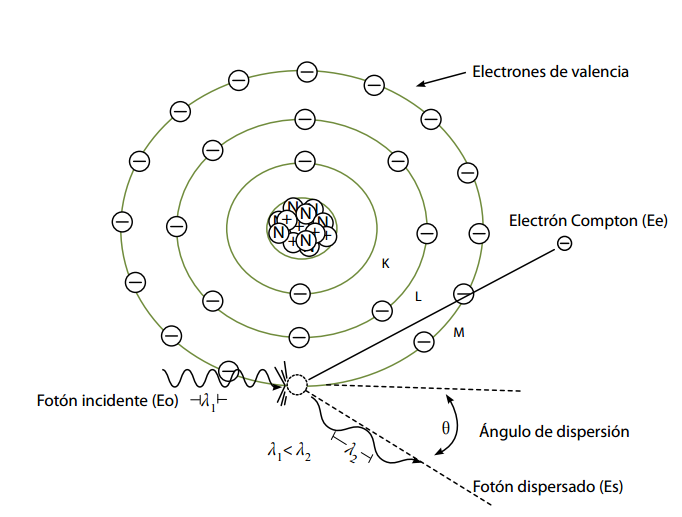 Electrones de valencia
Electrón Compton (Ee)
N
N
N
N
N
+
+
+
+
+
K
L
M
Fotón incidente (Eo)
λ₁
λ₁ < λ₂
λ₂
θ
Ángulo de dispersión
Fotón dispersado (Es)